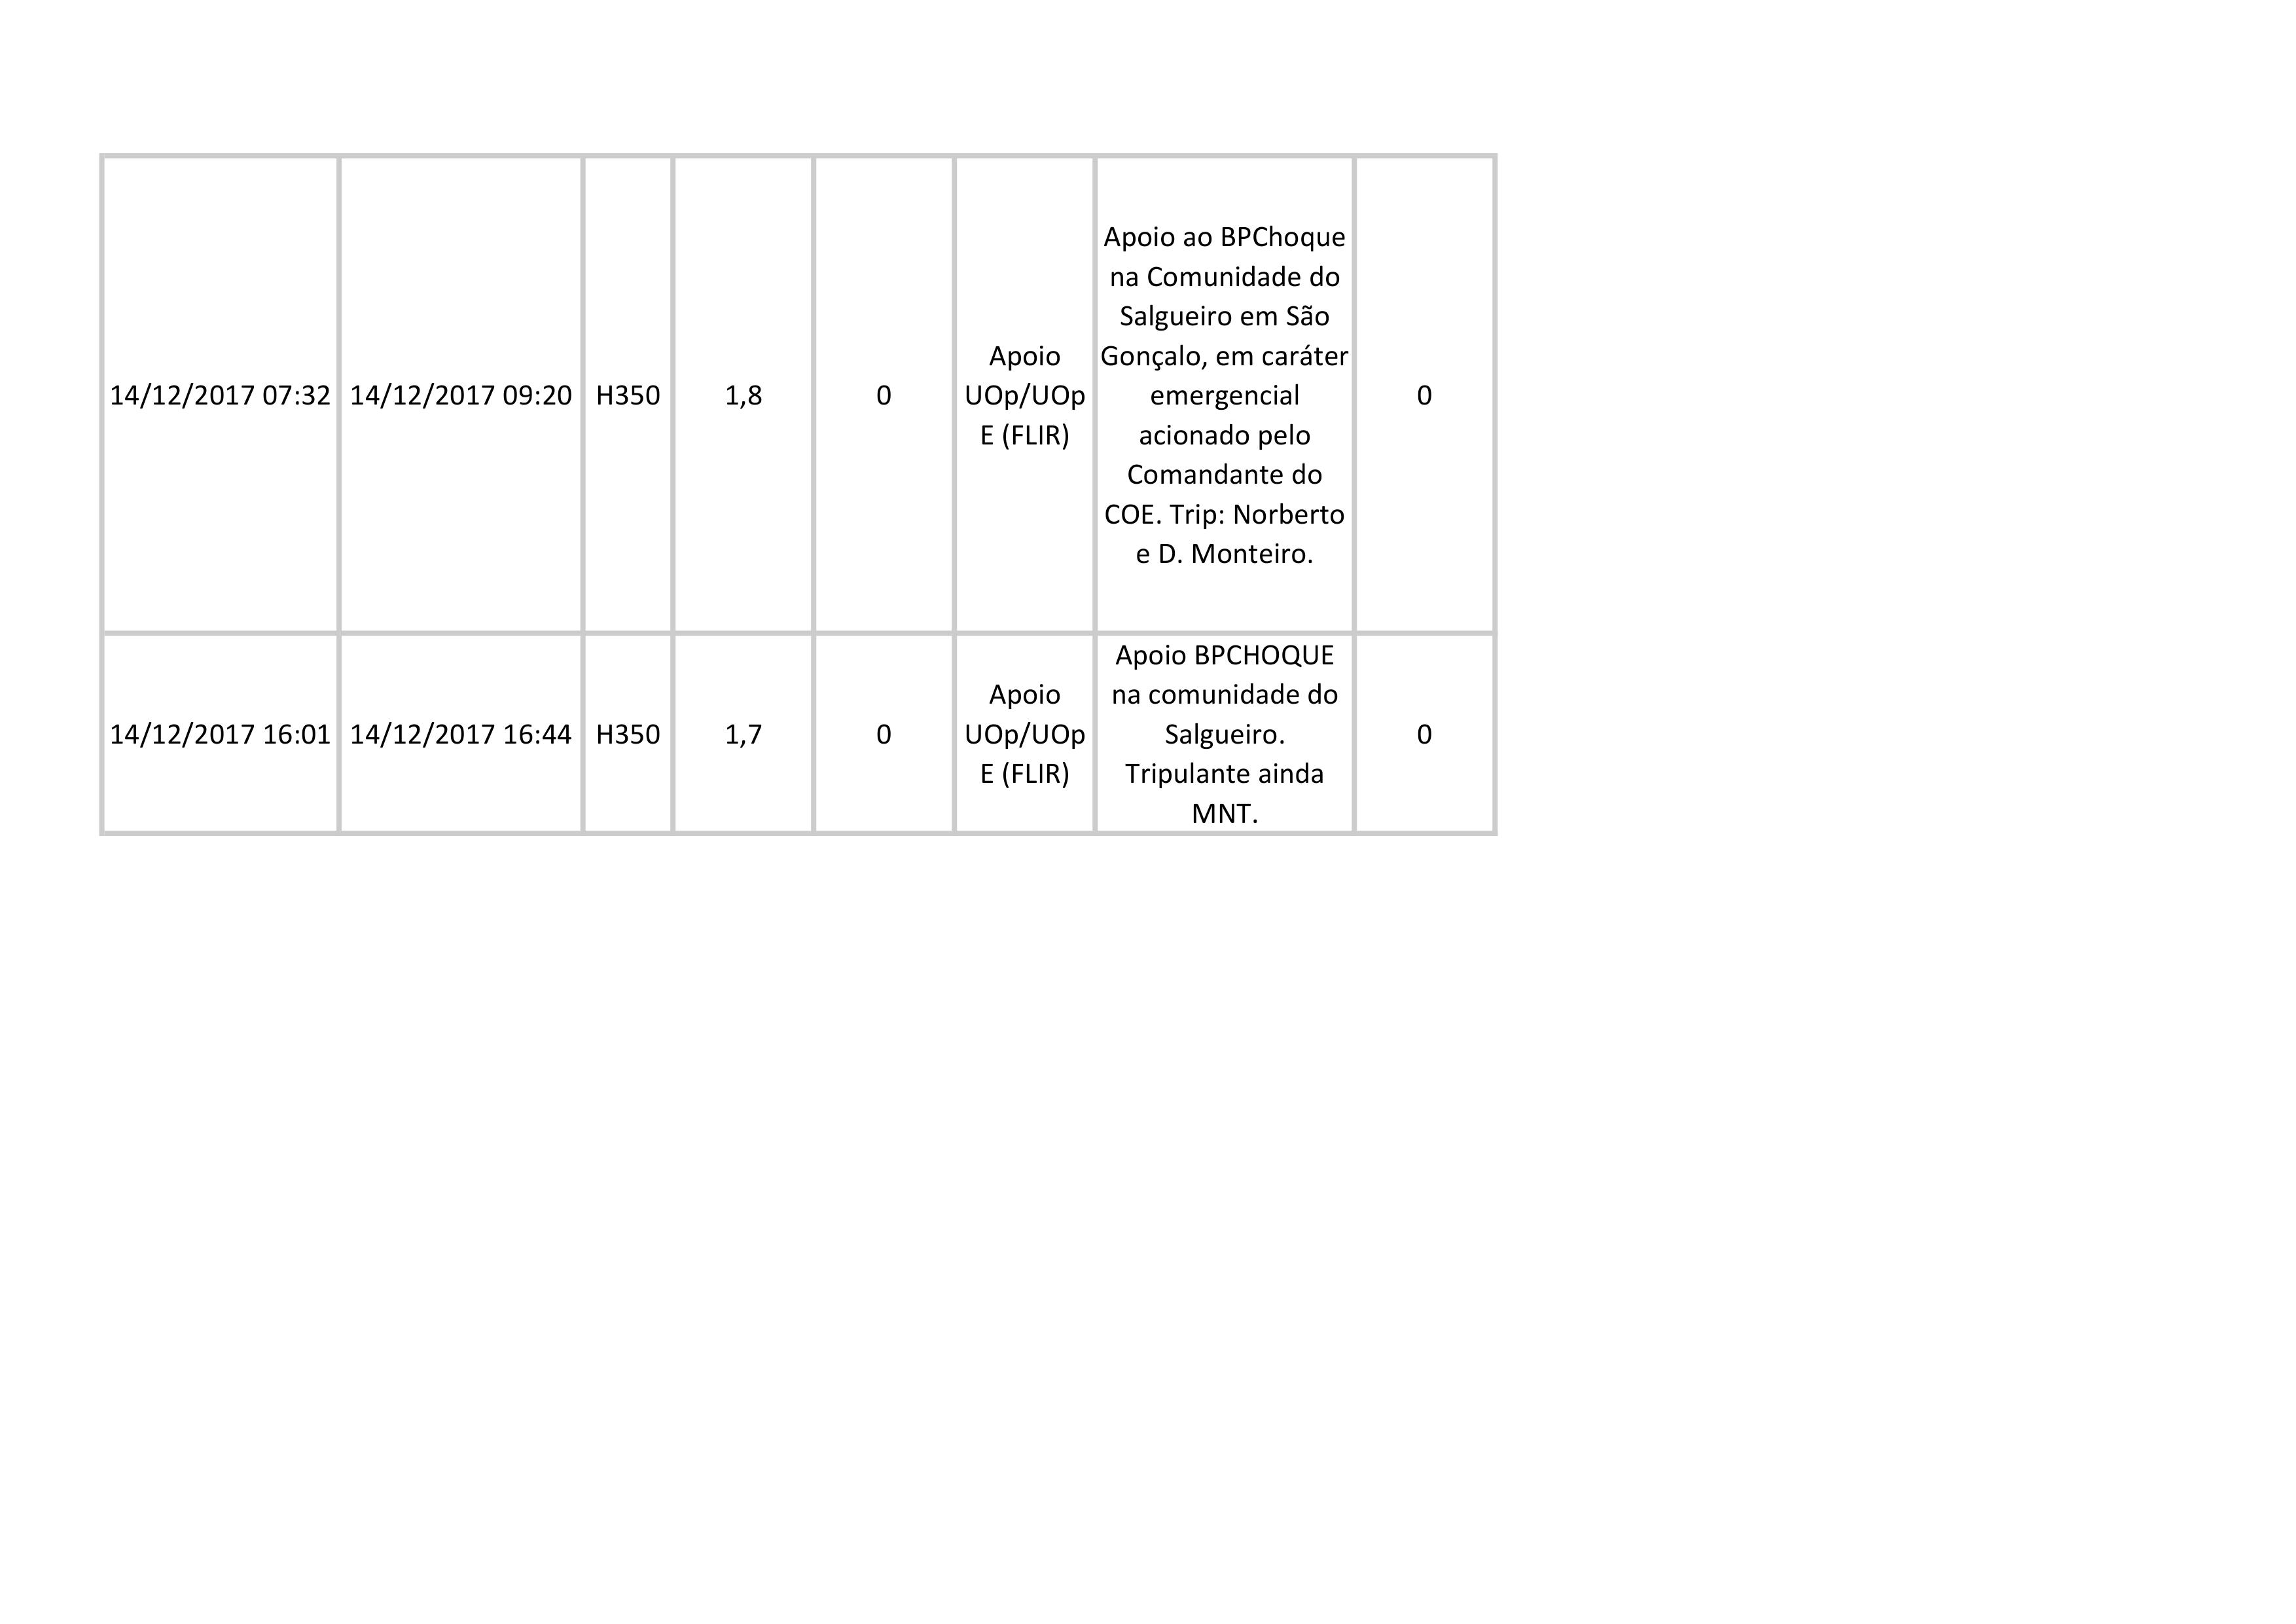 14/12/2017 07:32
14/12/2017 09:20
H350
1,8
0
Apoio
UOp/UOp
E (FLIR)
Apoio ao BPChoque
na Comunidade do
Salgueiro em São
Gonçalo, em caráter
emergencial
acionado pelo
Comandante do
COE. Trip: Norberto
e D. Monteiro.
0
14/12/2017 16:01
14/12/2017 16:44
H350
1,7
0
Apoio
UOp/UOp
E (FLIR)
Apoio BPCHOQUE
na comunidade do
Salgueiro.
Tripulante ainda
MNT.
0